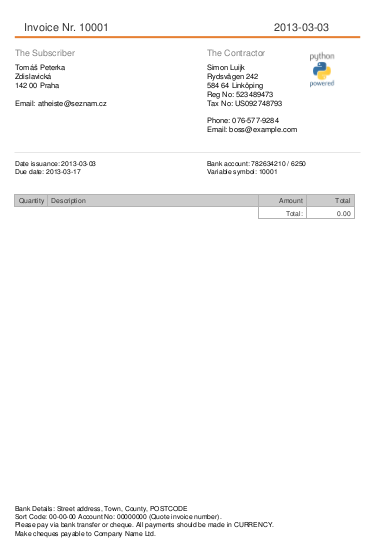 Invoice Nr. 10001 2013-03-03
The Subscriber
Tomáš Peterka
Zdislavická
142 00 Praha
Email: atheiste@seznam.cz
The Contractor
Simon Luijk
Rydsvägen 242
584 64 Linköping
Reg No: 523489473
Tax No: US092748793
Phone: 076-577-9284
Email: boss@example.com
python
powered
Date issuance: 2013-03-03
Due date: 2013-03-17
Bank account: 782634210 / 6250
Variable symbol: 10001
Quantity Description Amount Total
Total: 0.00
Bank Details: Street address, Town, County, POSTCODE
Sort Code: 00-00-00 Account No: 00000000 (Quote invoice number).
Please pay via bank transfer or cheque. All payments should be made in CURRENCY.
Make cheques payable to Company Name Ltd.